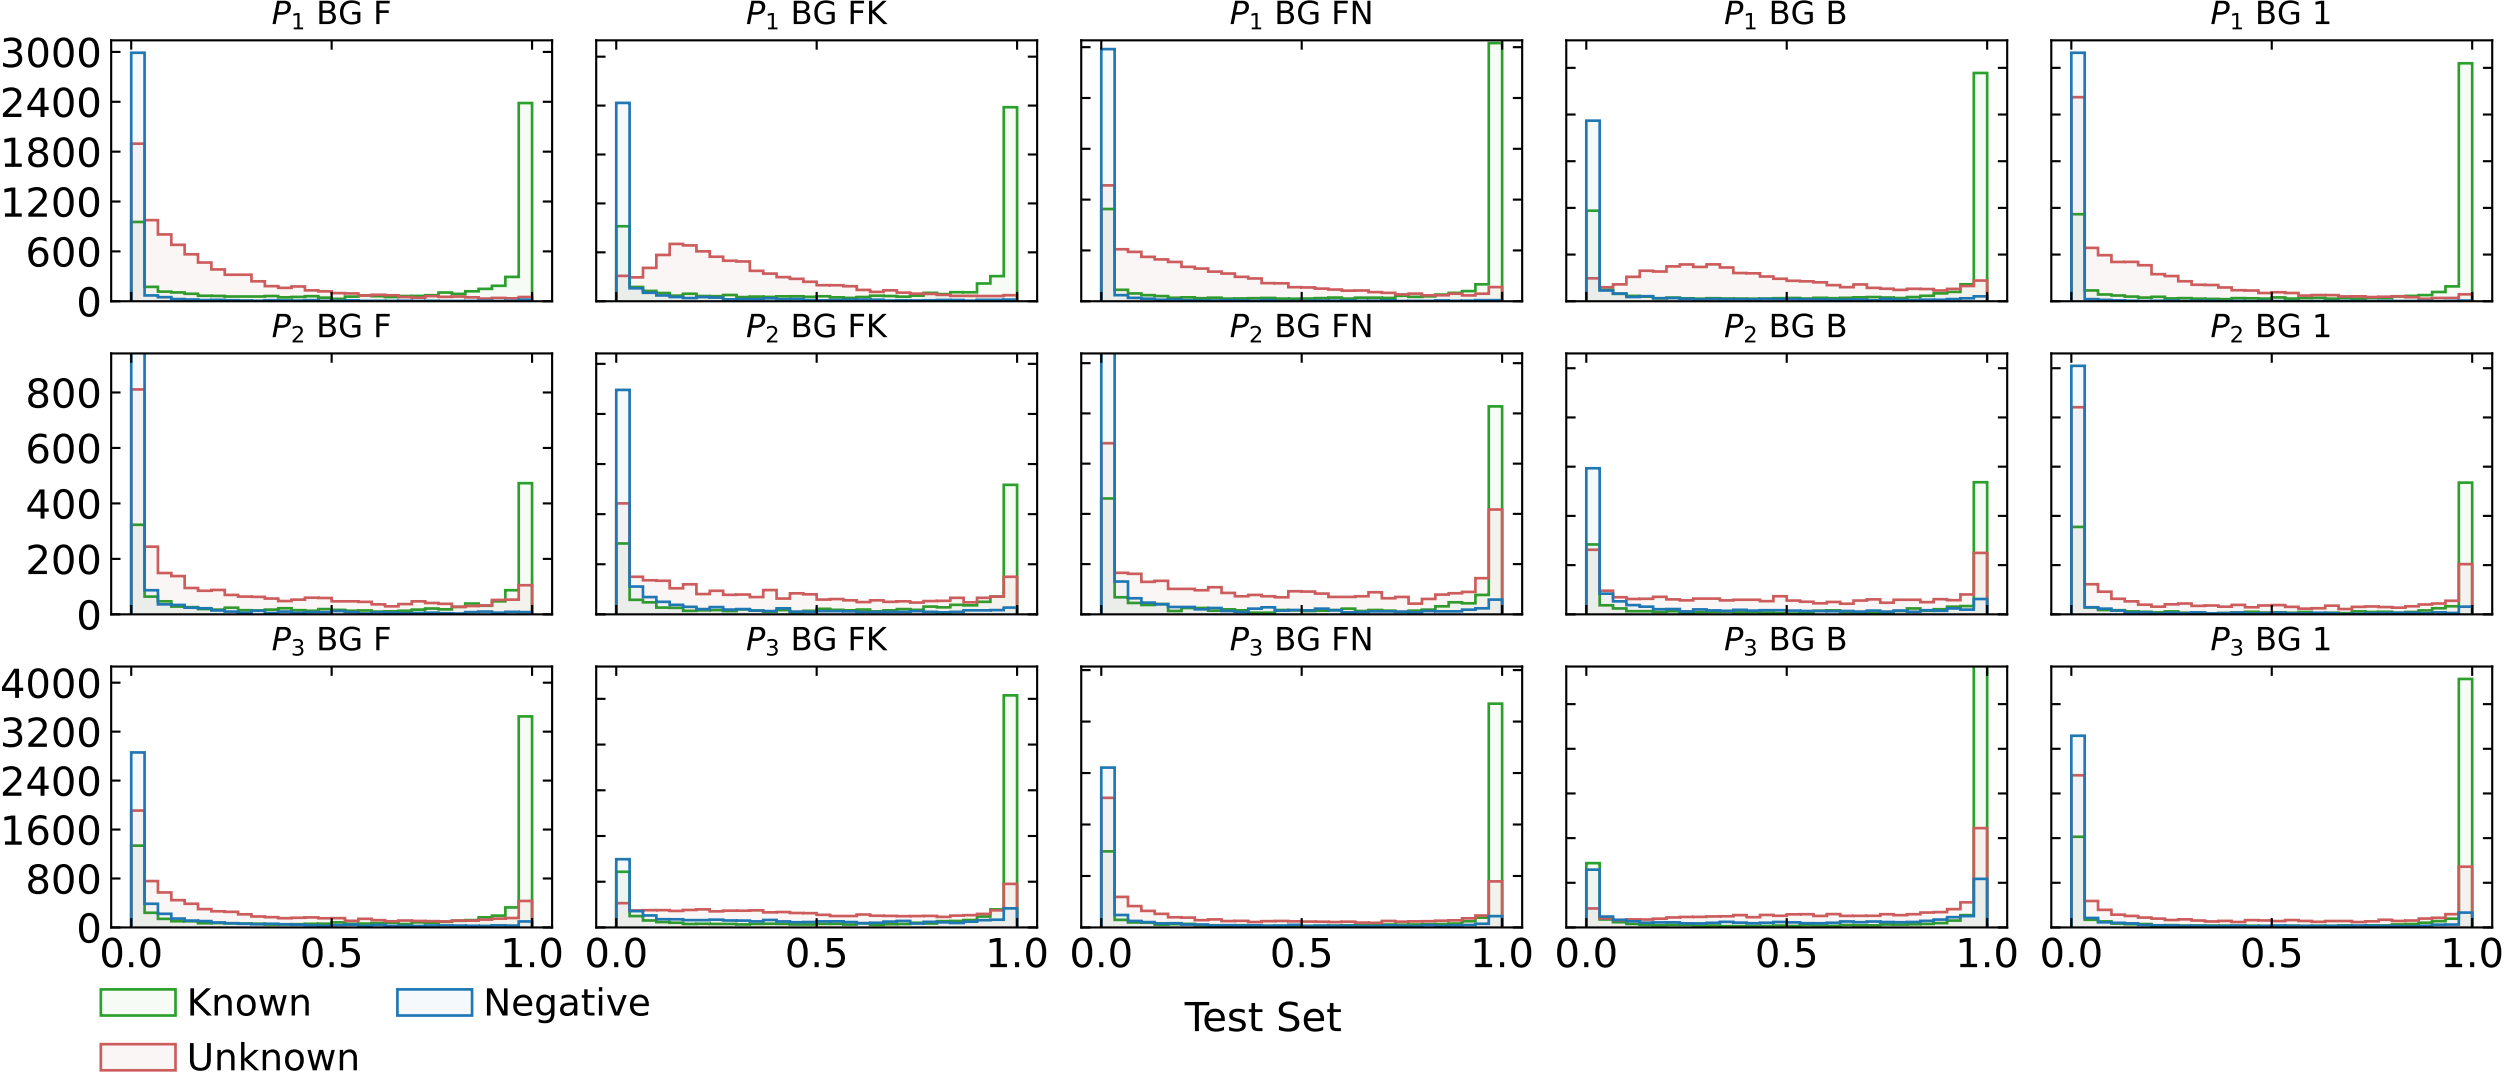 P1 BG F P1 BG FK P1 BG FN P1 BG B P1 BG 1
3000
2400
1800
1200
600
0
P2 BG F P2 BG FK P2 BG FN P2 BG B P2 BG 1
800
600
400
200
0
P3 BG F P3 BG FK P3 BG FN P3 BG B P3 BG 1
4000
3200
2400
1600
800
0
0.0 0.5 1.0 0.0 0.5 1.0 0.0 0.5 1.0 0.0 0.5 1.0 0.0 0.5 1.0
Known Negative
Test Set
Unknown